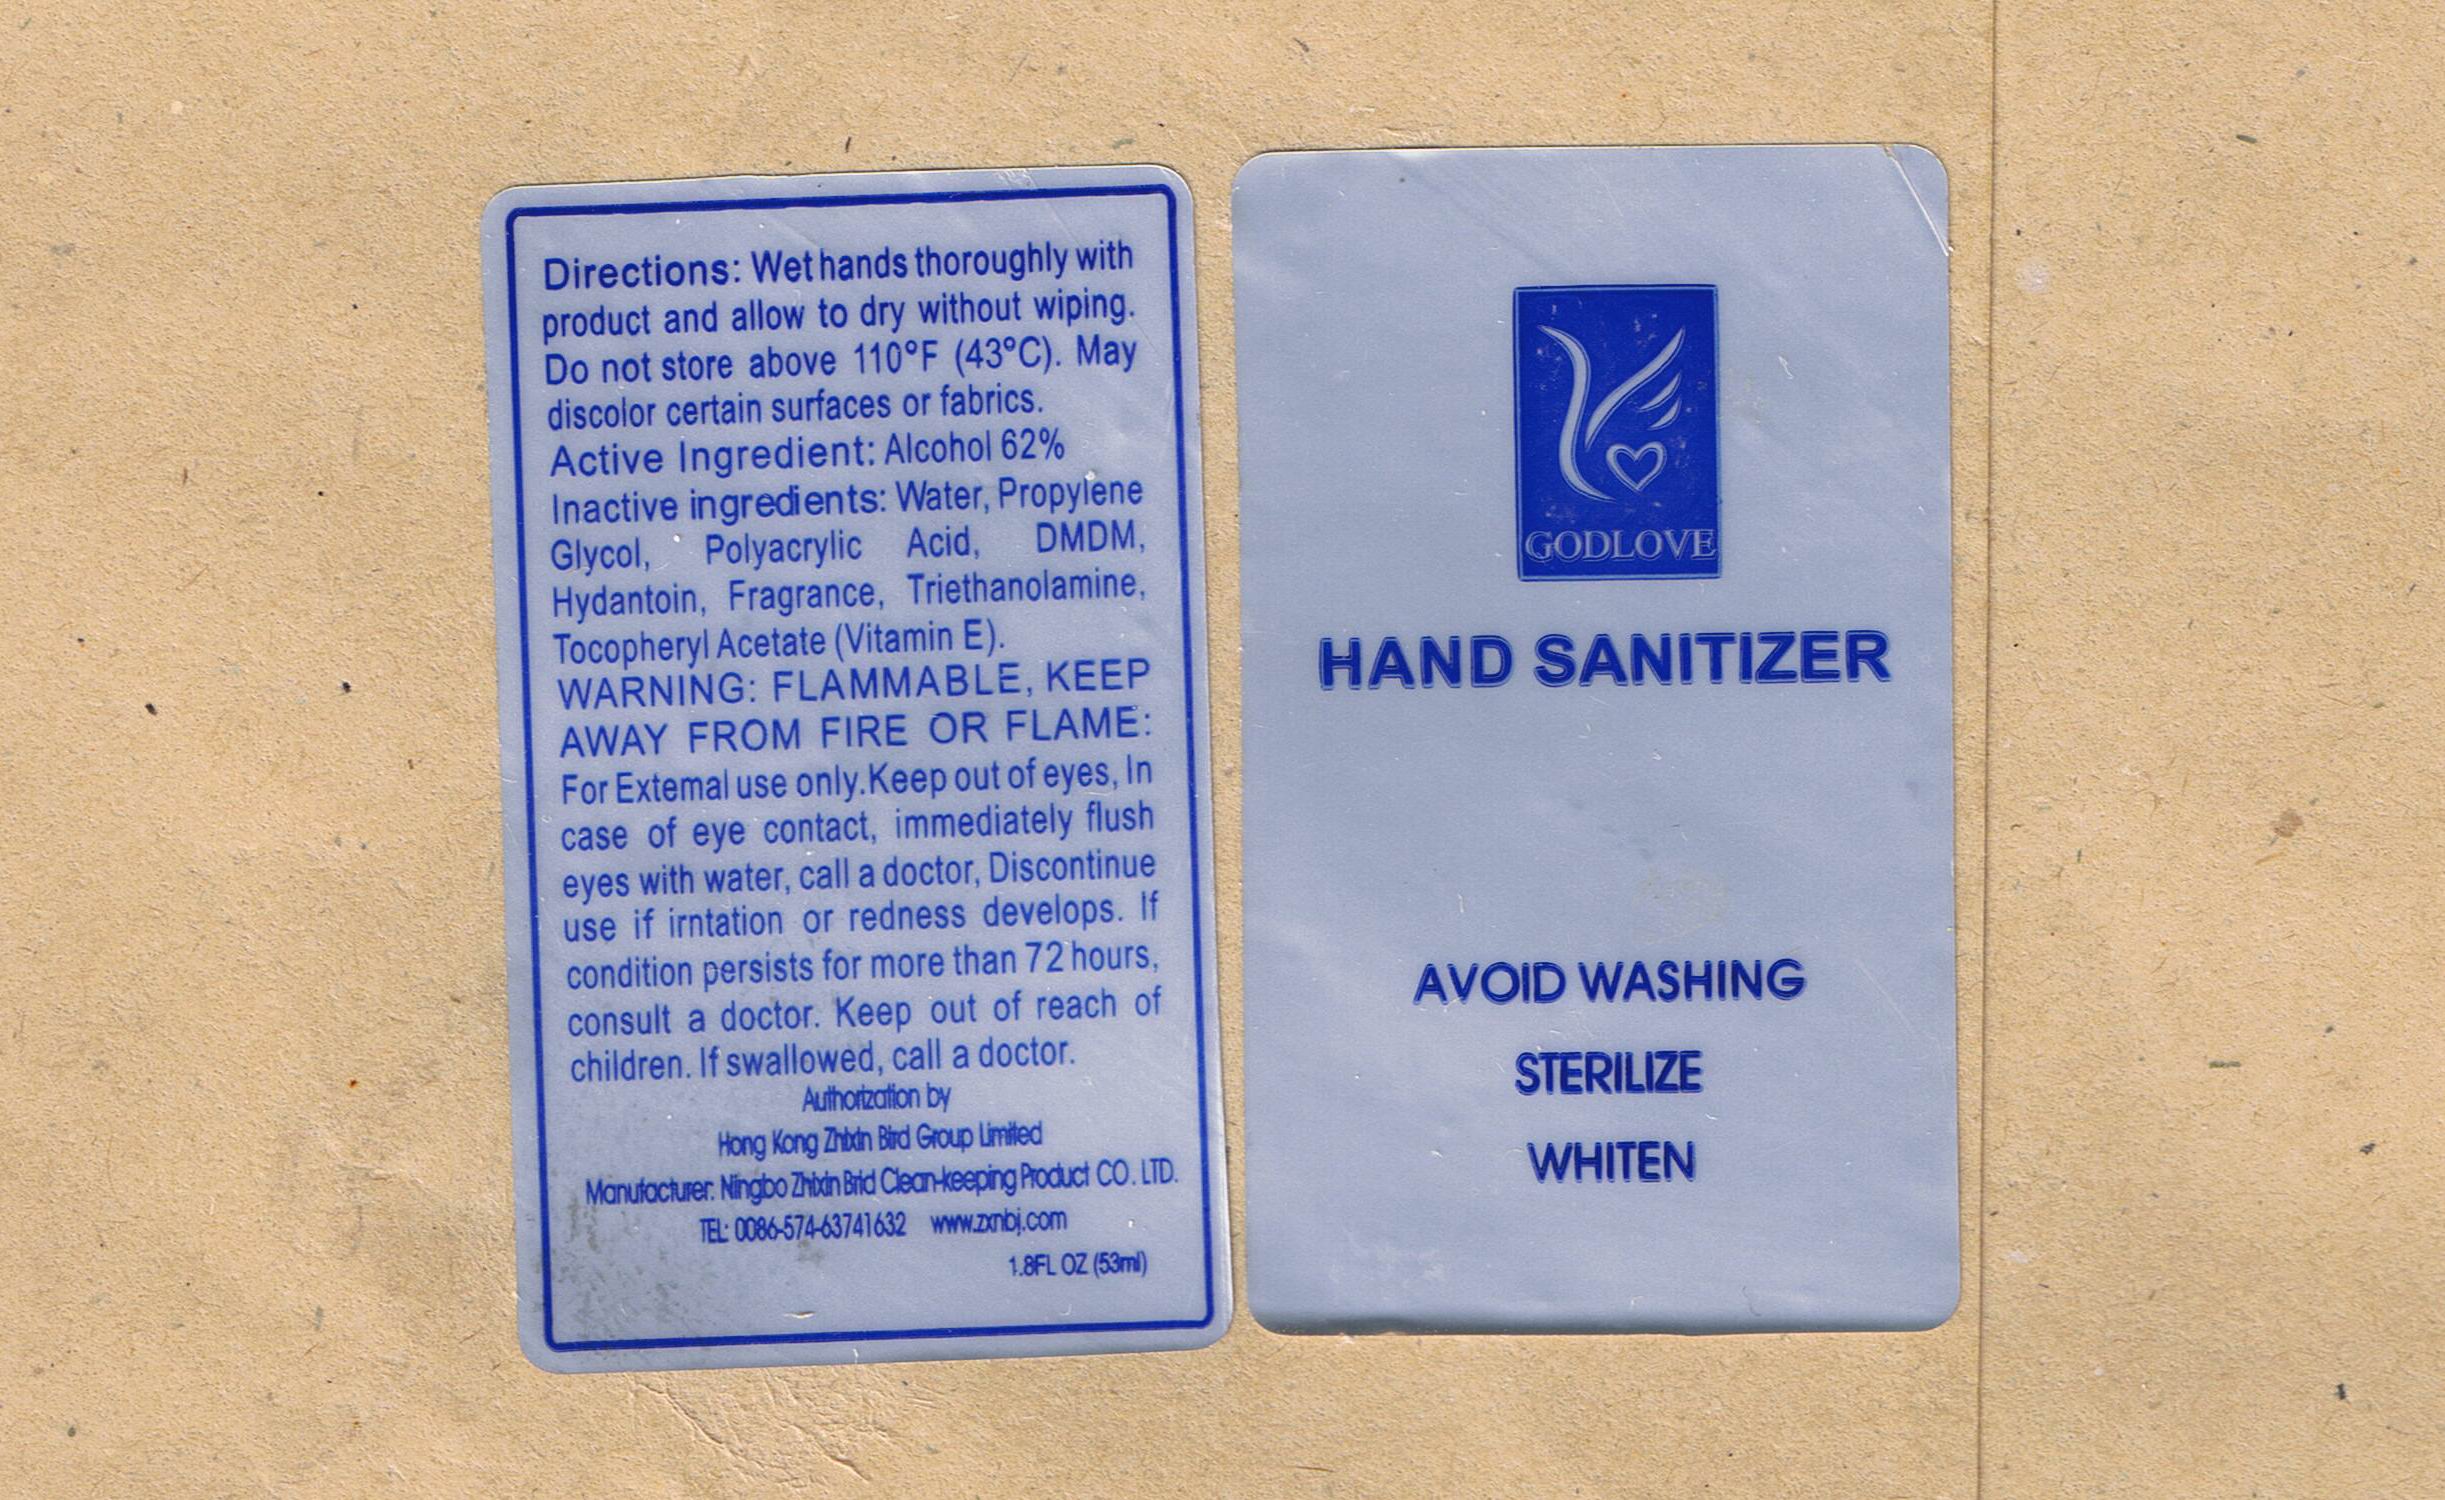 Directions: Wet hands thoroughly with
product and allow to dry without wiping.
Do not store above 110°F (43°C). May
discolor certain surfaces or fabrics.
Active Ingredient: Alcohol 62%
Inactive ingredients: Water, Propylene
Glycol, Polyacrylic Acid, DMDM,
Hydantoin, Fragrance, Triethanolamine,
Tocopheryl Acetate (Vitamin E).
WARNING: FLAMMABLE, KEEP
AWAY FROM FIRE OR FLAME:
For Extemal use only.Keep out of eyes, In
case of eye contact, immediately flush
eyes with water, call a doctor, Discontinue
use if irntation or redness develops. If
condition persists for more than 72 hours,
consult a doctor. Keep out of reach of
children. If swallowed, call a doctor.
Authorization by
Hong Kong Zhixin Bird Group Limited
Manufacturer: Ningbo Zhixin Brid Clean-keeping Product CO. LTD.
TEL: 0086-574-63741632 www.zxnbj.com
1.8FL OZ (53ml)
GODLOVE
HAND SANITIZER
AVOID WASHING
STERILIZE
WHITEN